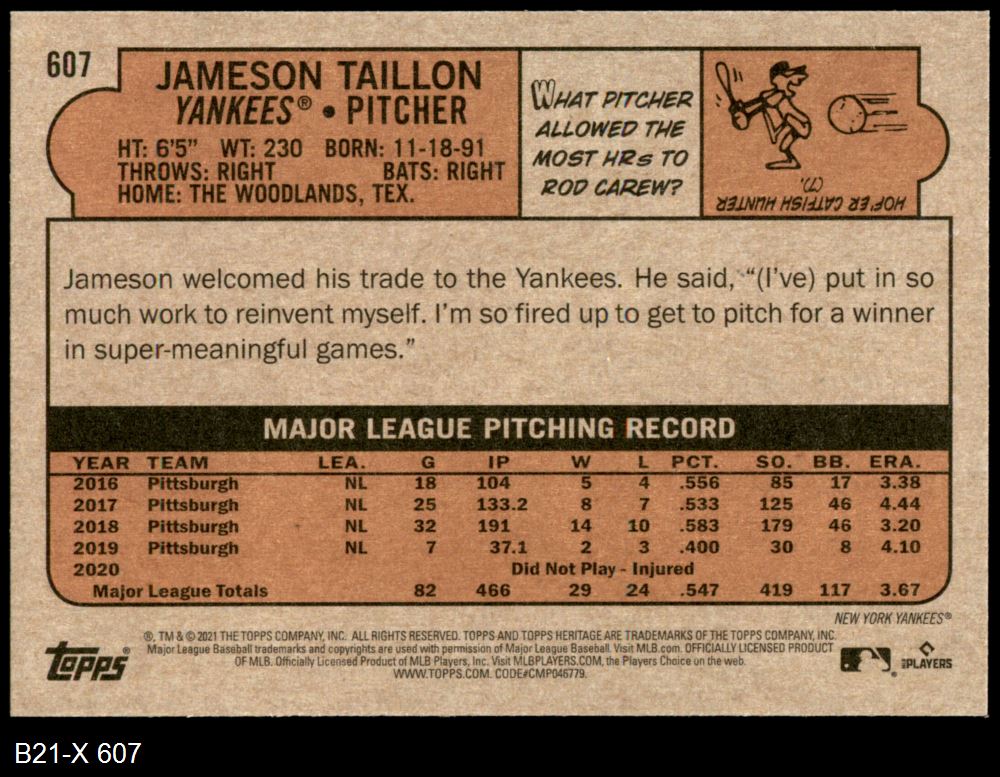 607
JAMESON TAILLON
YANKEES® • PITCHER
HT: 6'5" WT: 230 BORN: 11-18-91
THROWS: RIGHT BATS: RIGHT
HOME: THE WOODLANDS, TEX.
WHAT PITCHER
ALLOWED THE
MOST HRs TO
ROD CAREW?
HOF'ER CATFISH HUNTER
(7).
Jameson welcomed his trade to the Yankees. He said, “(I’ve) put in so
much work to reinvent myself. I’m so fired up to get to pitch for a winner
in super-meaningful games.”
MAJOR LEAGUE PITCHING RECORD
YEAR TEAM LEA. G IP W L PCT. SO. BB. ERA.
2016 Pittsburgh NL 18 104 5 4 .556 85 17 3.38
2017 Pittsburgh NL 25 133.2 8 7 .533 125 46 4.44
2018 Pittsburgh NL 32 191 14 10 .583 179 46 3.20
2019 Pittsburgh NL 7 37.1 2 3 .400 30 8 4.10
2020 Did Not Play - Injured
Major League Totals 82 466 29 24 .547 419 117 3.67
NEW YORK YANKEES®
®, TM & © 2021 THE TOPPS COMPANY, INC. ALL RIGHTS RESERVED. TOPPS AND TOPPS HERITAGE ARE TRADEMARKS OF THE TOPPS COMPANY, INC.
Major League Baseball trademarks and copyrights are used with permission of Major League Baseball. Visit MLB.com. OFFICIALLY LICENSED PRODUCT
OF MLB. Officially Licensed Product of MLB Players, Inc. Visit MLBPLAYERS.COM, the Players Choice on the web.
WWW.TOPPS.COM. CODE#CMP046779.
topps®
MLBPLAYERS
B21-X 607